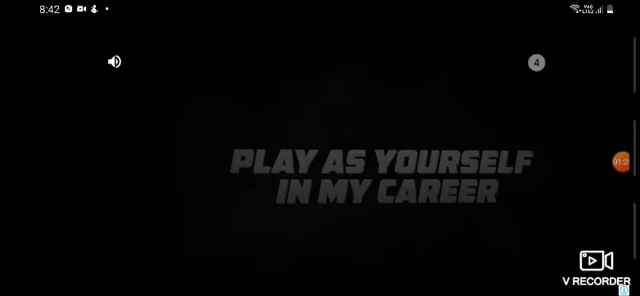 8:42
4
PLAY AS YOURSELF
IN MY CAREER
V RECORDER